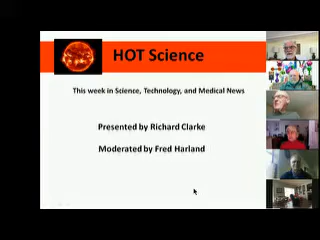 HOT Science
This week in Science, Technology, and Medical News
Presented by Richard Clarke
Moderated by Fred Harland